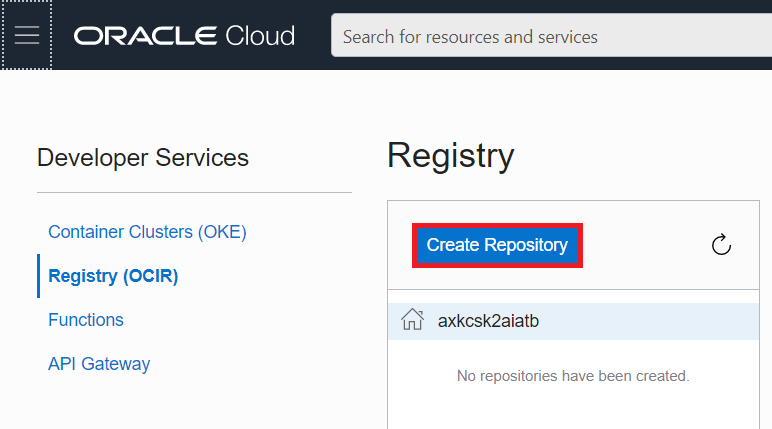 ORACLE Cloud
Search for resources and services
Developer Services
Container Clusters (OKE)
Registry (OCIR)
Functions
API Gateway
Registry
Create Repository
axkcsk2aiatb
No repositories have been created.